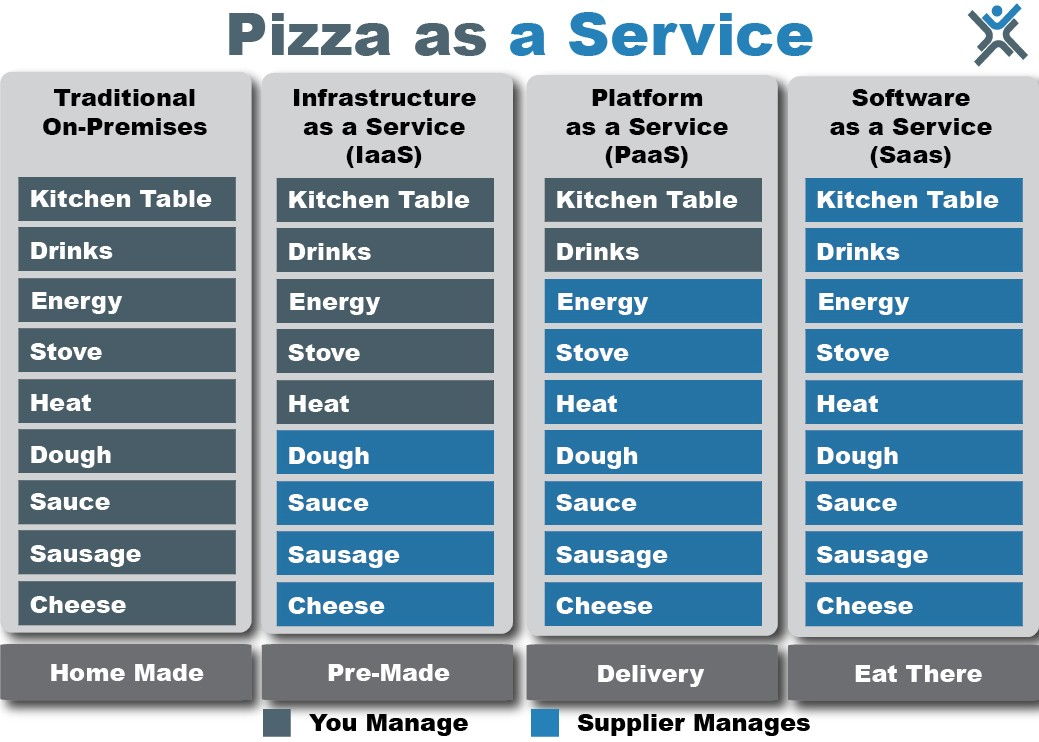 Pizza as a Service
Traditional
On-Premises
Kitchen Table
Drinks
Energy
Stove
Heat
Dough
Sauce
Sausage
Cheese
Home Made
Infrastructure
as a Service
(IaaS)
Kitchen Table
Drinks
Energy
Stove
Heat
Dough
Sauce
Sausage
Cheese
Pre-Made
Platform
as a Service
(PaaS)
Kitchen Table
Drinks
Energy
Stove
Heat
Dough
Sauce
Sausage
Cheese
Delivery
Software
as a Service
(Saas)
Kitchen Table
Drinks
Energy
Stove
Heat
Dough
Sauce
Sausage
Cheese
Eat There
You Manage
Supplier Manages